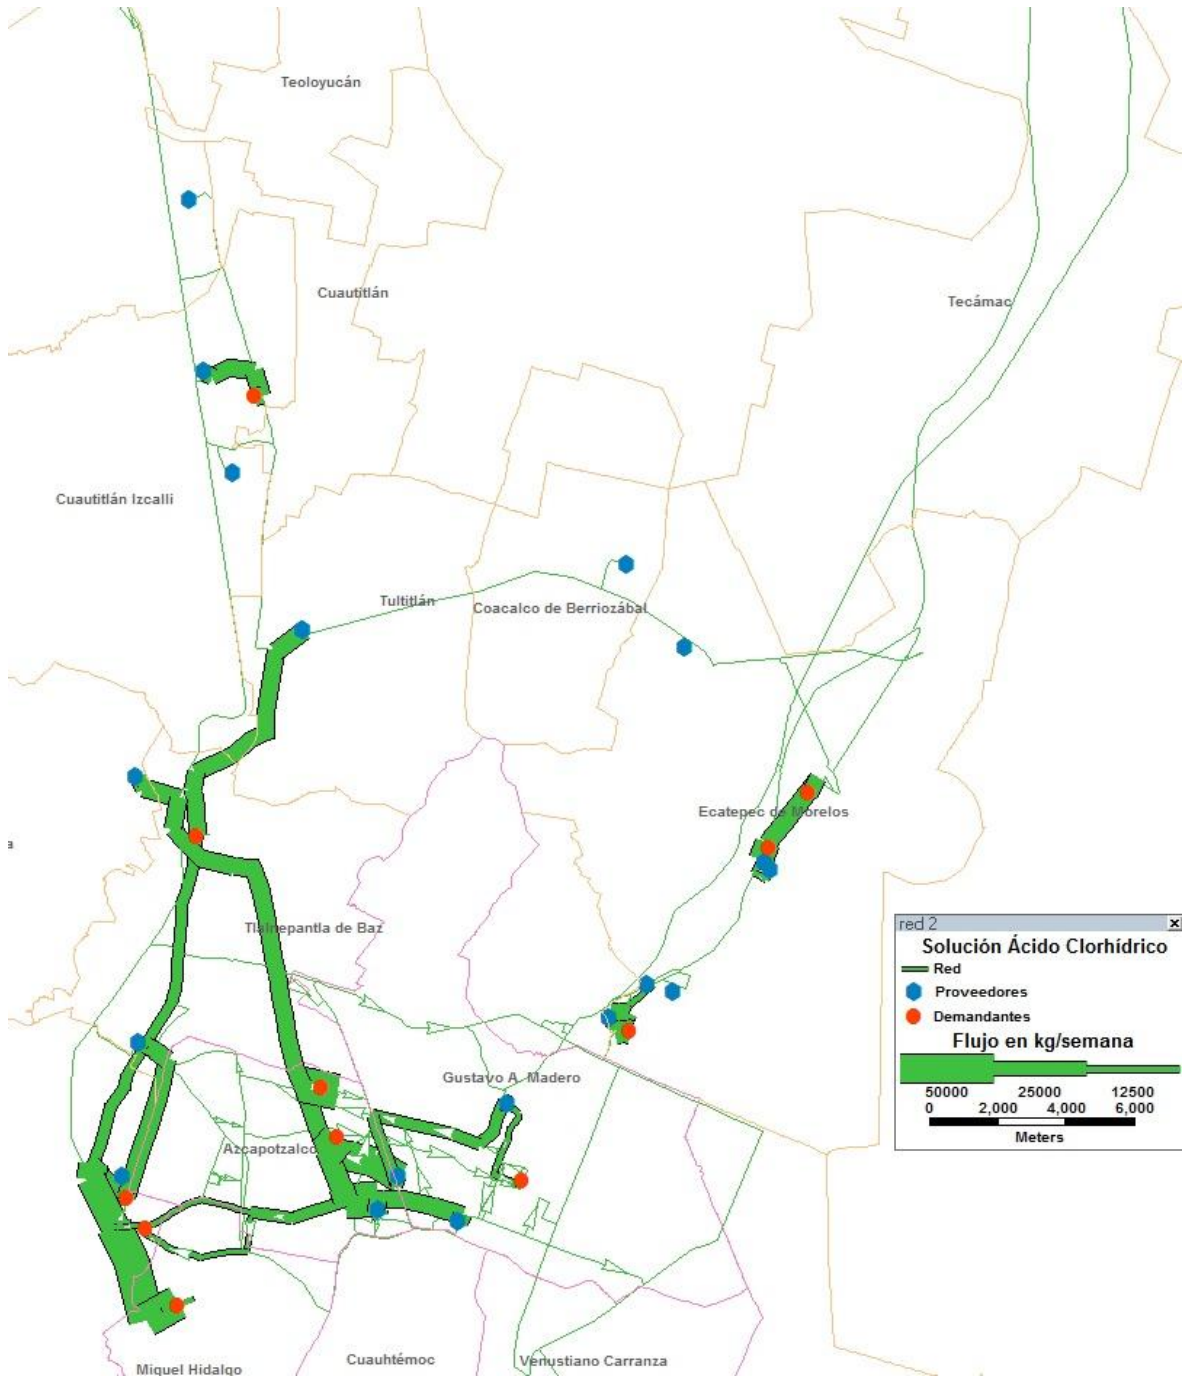 Teoloyucán
Cuautitlán
Tecámac
Cuautitlán Izcalli
Tultitlán
Coacalco de Berriozábal
Ecatepec de Morelos
a
Tlalnepantla de Baz
red 2
Solución Ácido Clorhídrico
Red
Proveedores
Demandantes
Flujo en kg/semana
50000 25000 12500
0 2,000 4,000 6,000
Meters
Gustavo A. Madero
Azcapotzalco
Cuauhtémoc
Venustiano Carranza
Miguel Hidalgo